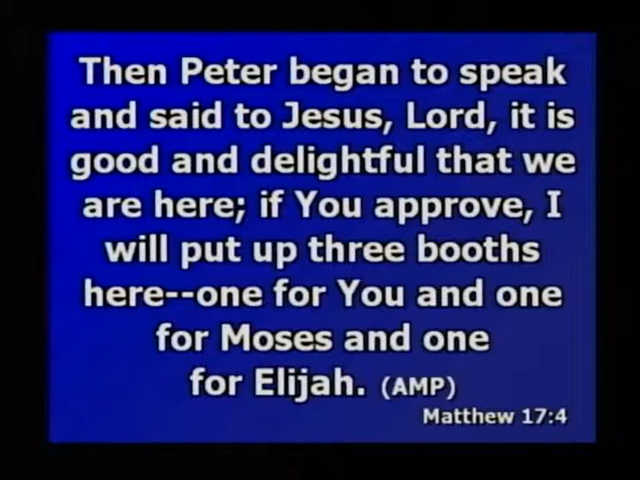 Then Peter began to speak
and said to Jesus, Lord, it is
good and delightful that we
are here; if You approve, I
will put up three booths
here--one for You and one
for Moses and one
for Elijah. (AMP)
Matthew 17:4